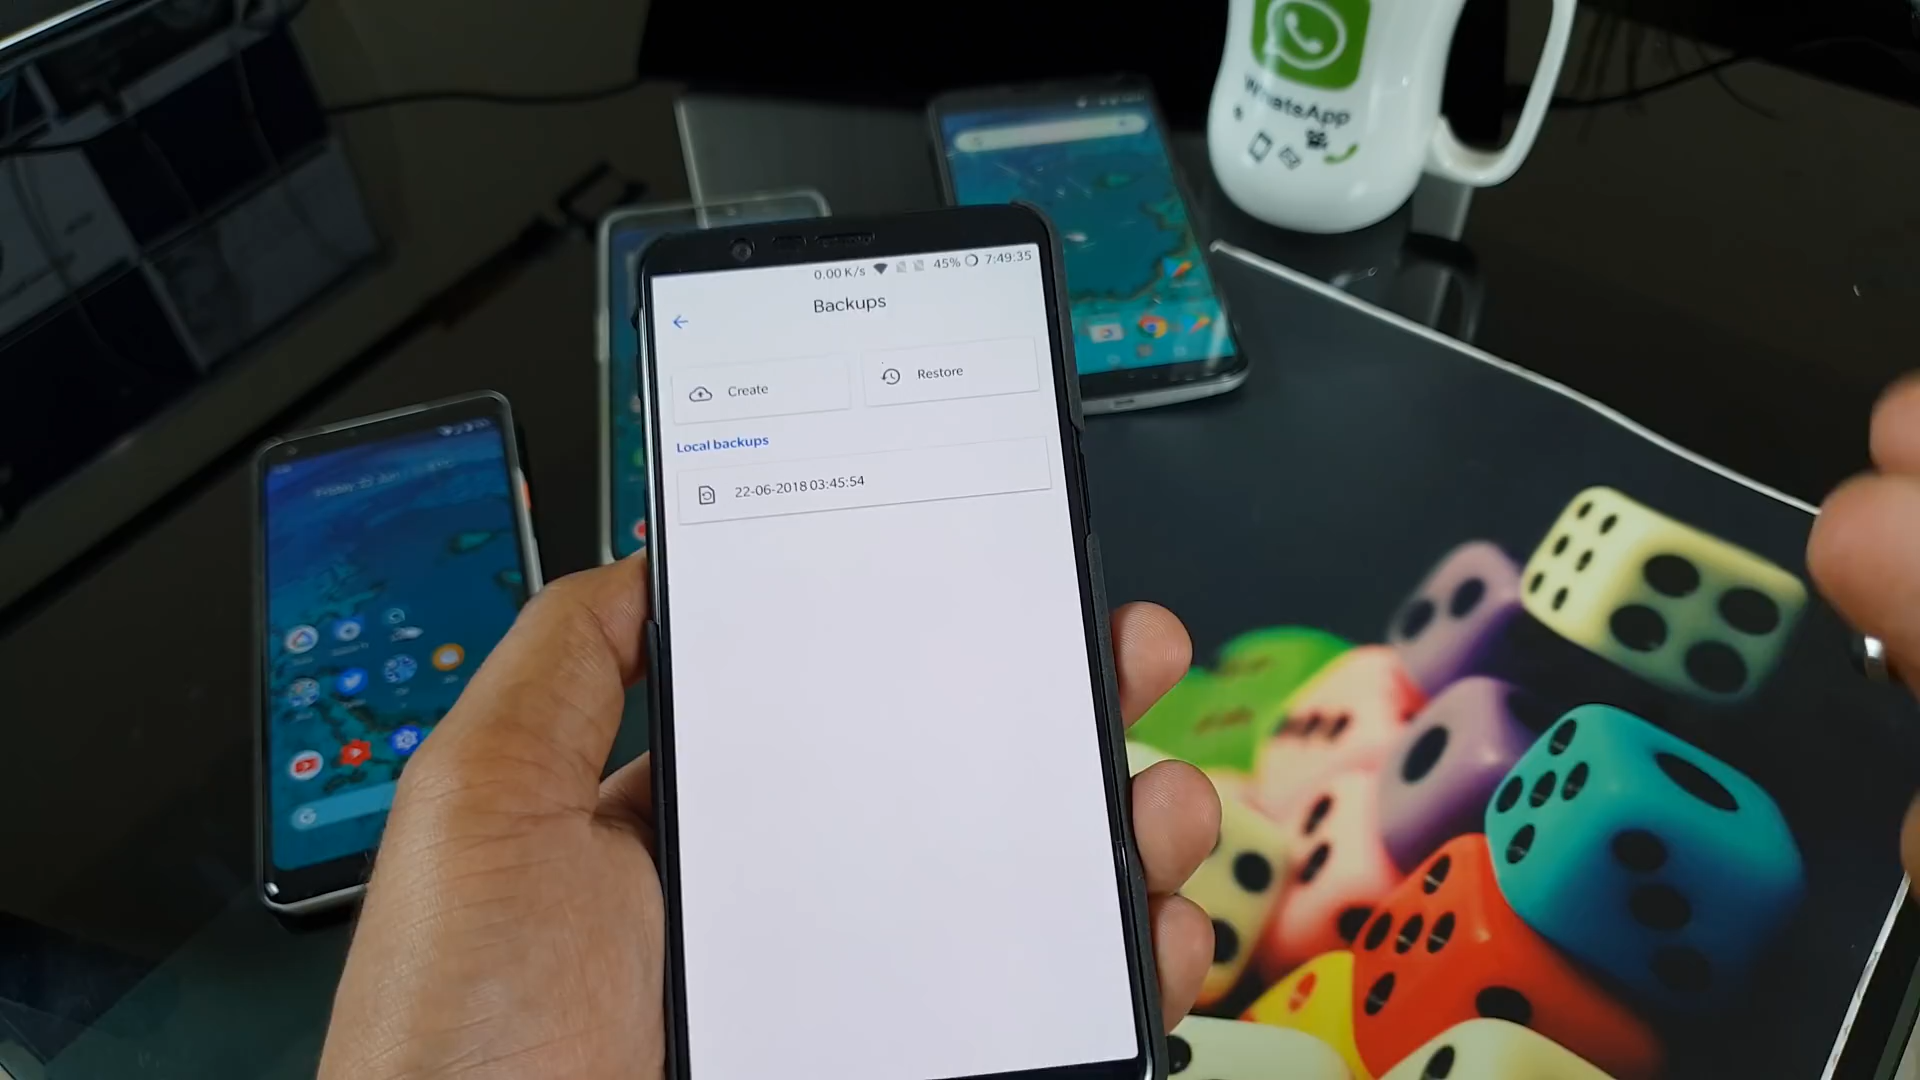 WhatsApp
0.00 K/s 45% 7:49:35
Backups
Create
Restore
Local backups
22-06-2018 03:45:54